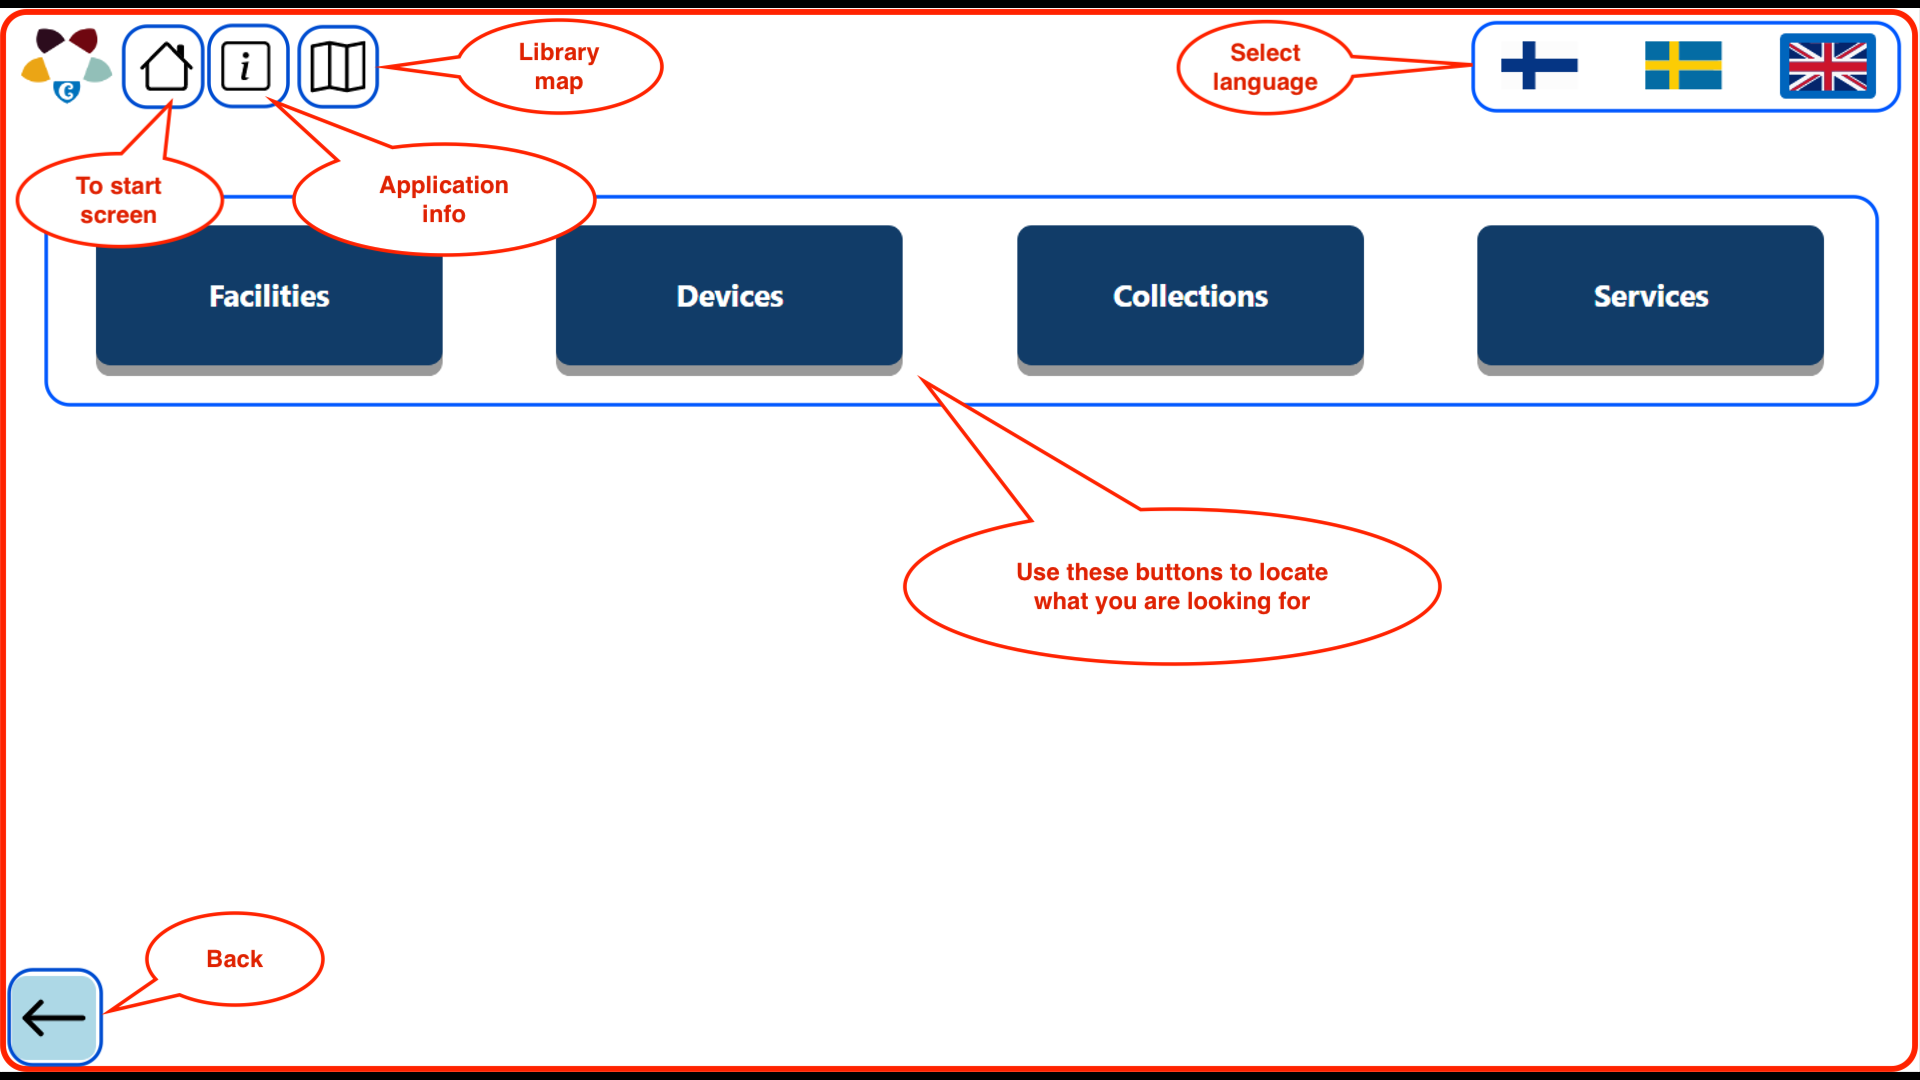 Library
map
Select
language
To start
screen
Application
info
Facilities
Devices
Collections
Services
Use these buttons to locate
what you are looking for
Back